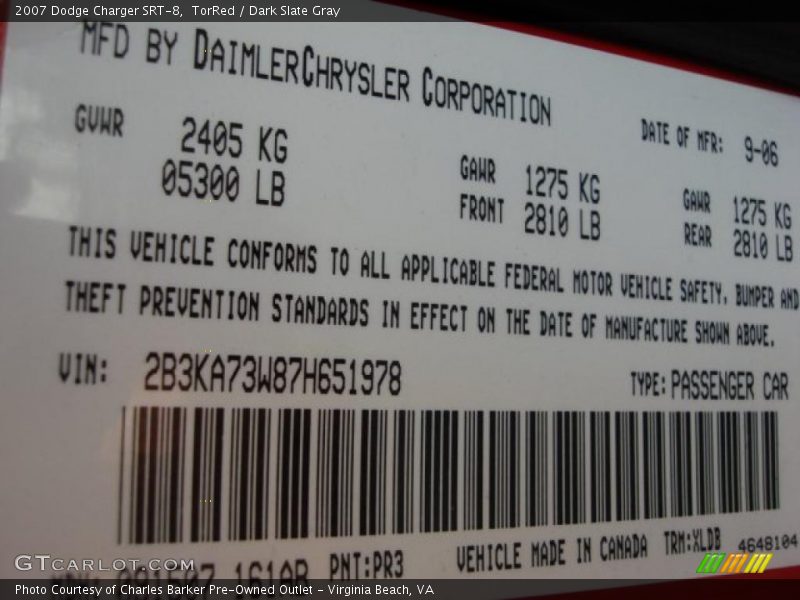 2007 Dodge Charger SRT-8, TorRed / Dark Slate Gray
MFD BY DAIMLERCHRYSLER CORPORATION
DATE OF MFR: 9-06
GVWR 2405 KG
05300 LB
GAWR 1275 KG
FRONT 2810 LB
GAWR 1275 KG
REAR 2810 LB
THIS VEHICLE CONFORMS TO ALL APPLICABLE FEDERAL MOTOR VEHICLE SAFETY, BUMPER AND
THEFT PREVENTION STANDARDS IN EFFECT ON THE DATE OF MANUFACTURE SHOWN ABOVE.
VIN: 2B3KA73W87H651978
TYPE: PASSENGER CAR
PNT:PR3 VEHICLE MADE IN CANADA TRM:XLDB 4648104
GTCARLOT.COM
Photo Courtesy of Charles Barker Pre-Owned Outlet - Virginia Beach, VA